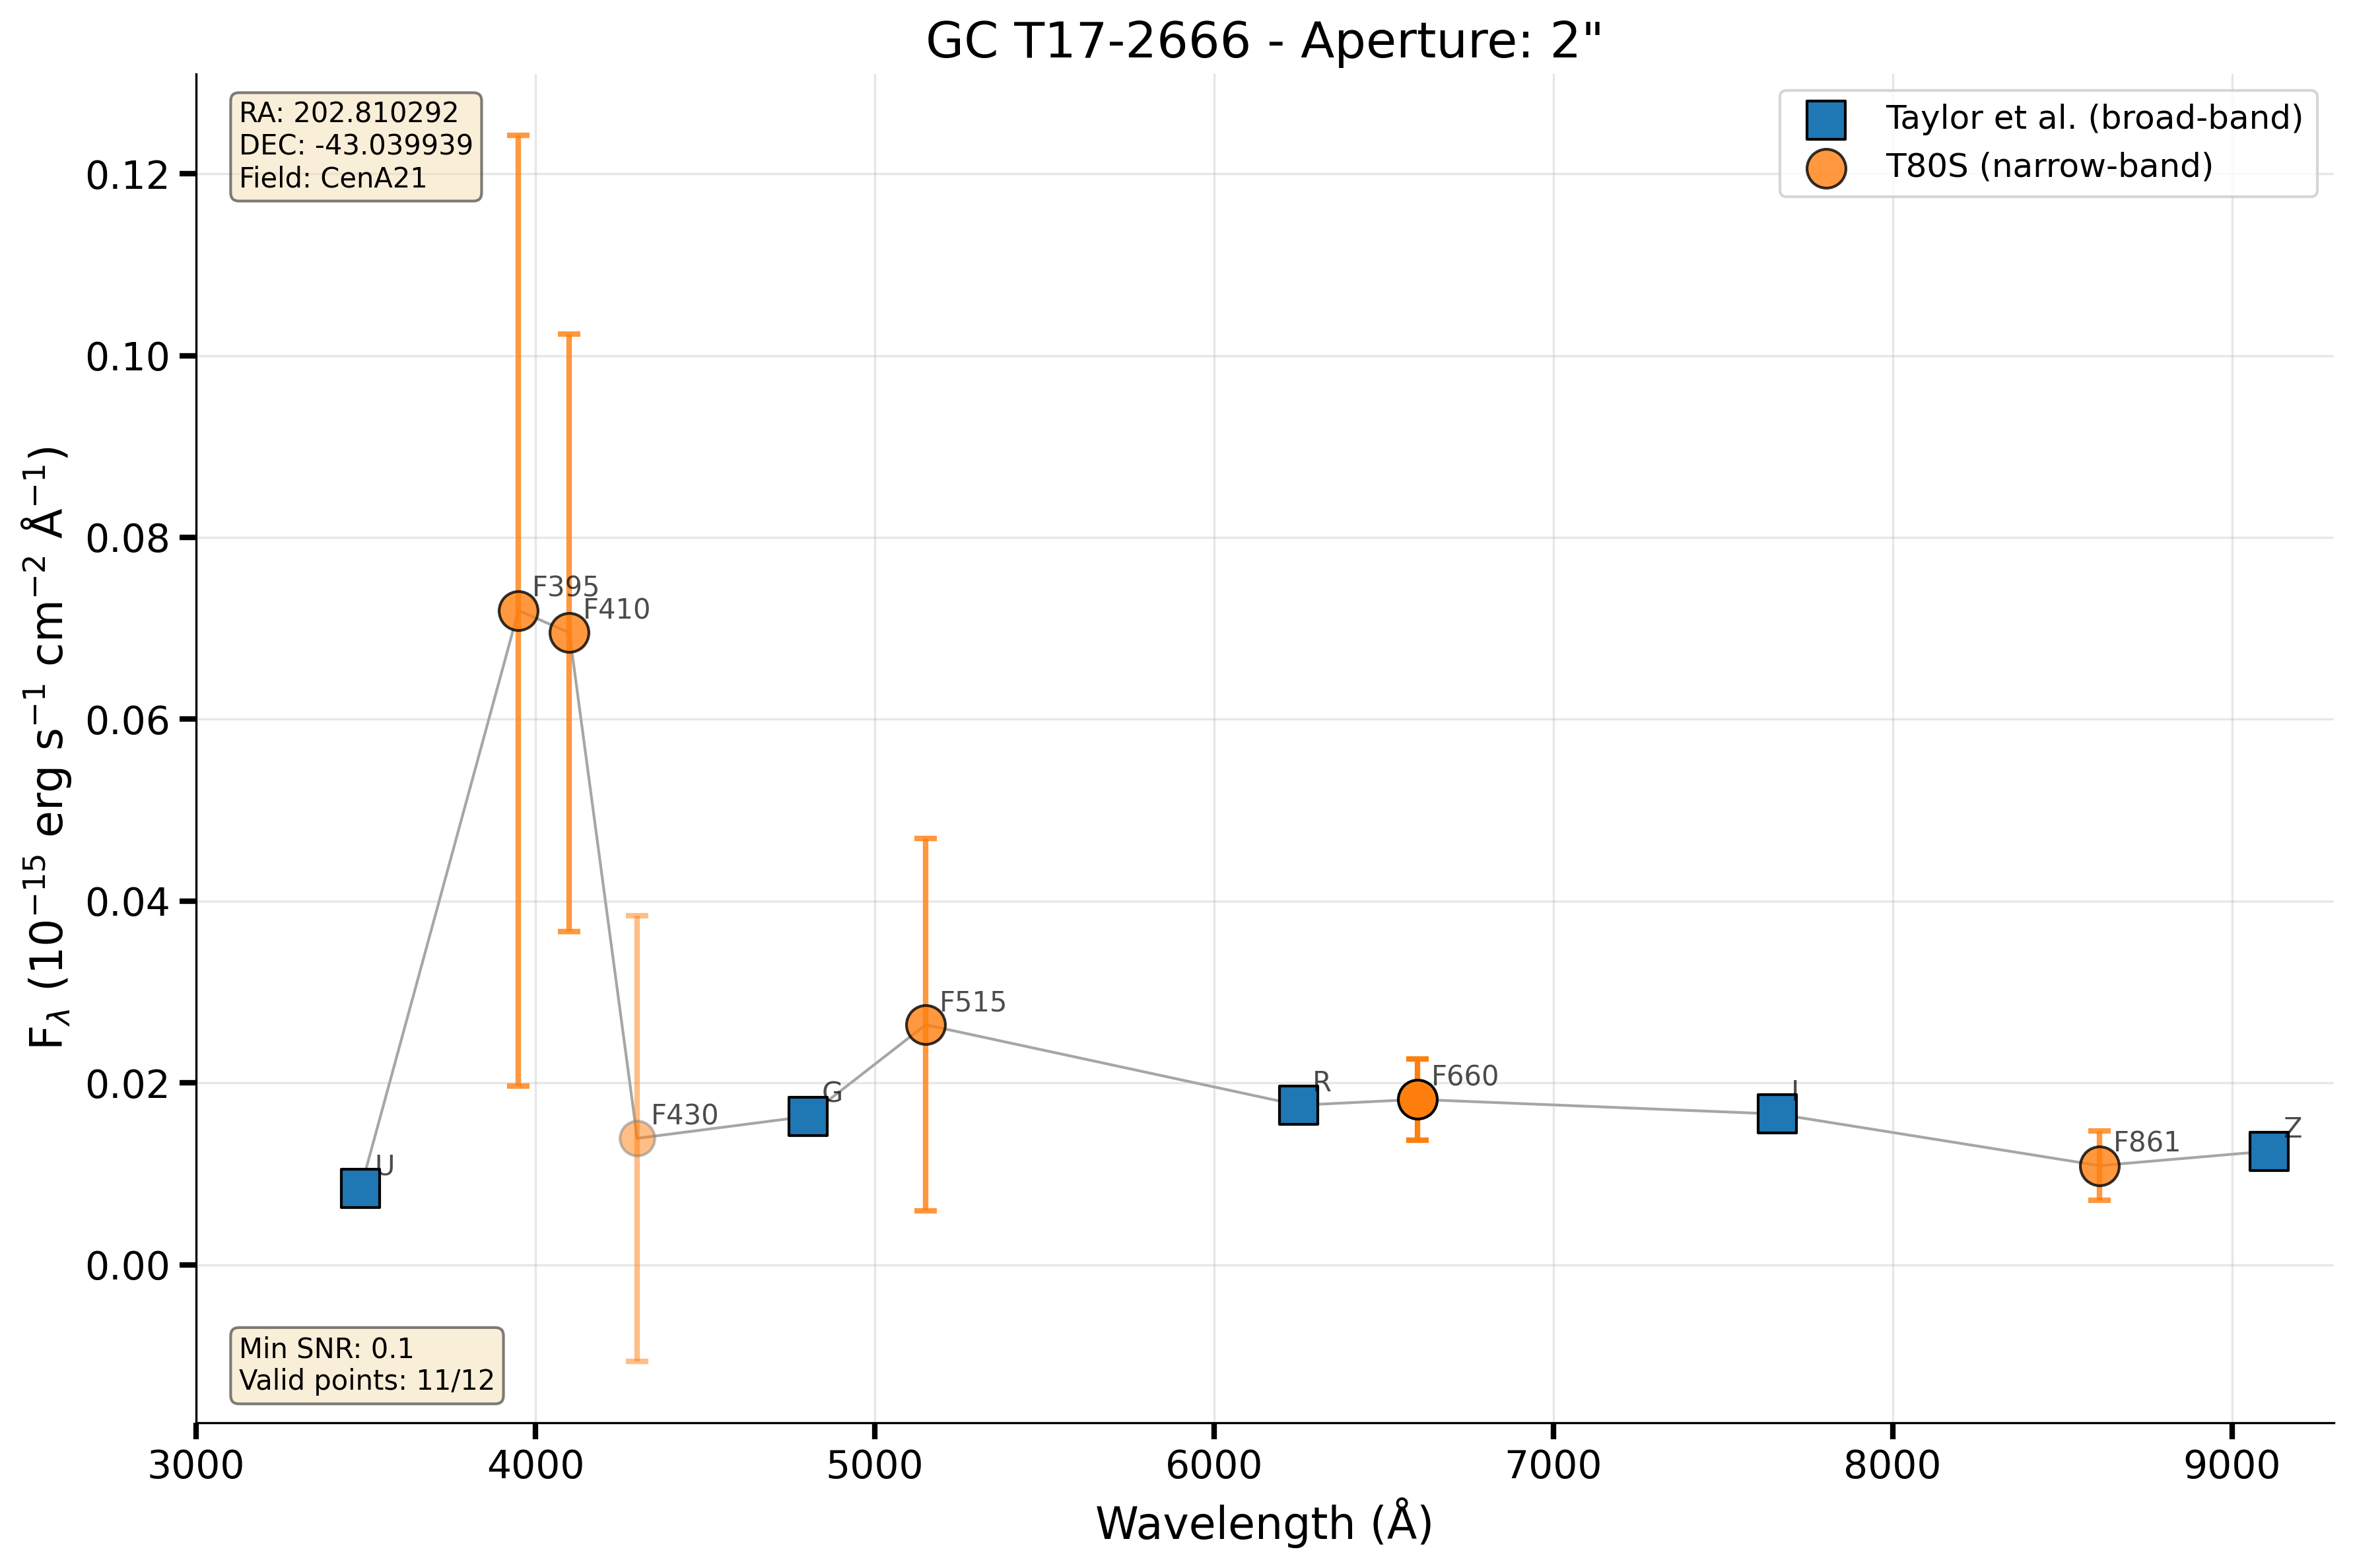 GC T17-2666 - Aperture: 2"
RA: 202.810292
DEC: -43.039939
Field: CenA21
Taylor et al. (broad-band)
T80S (narrow-band)
0.12
0.10
0.08
0.06
0.04
0.02
0.00
F_λ (10^−15 erg s^−1 cm^−2 Å^−1)
F395
F410
F515
F430
G
U
R
F660
I
F861
Z
Min SNR: 0.1
Valid points: 11/12
3000 4000 5000 6000 7000 8000 9000
Wavelength (Å)